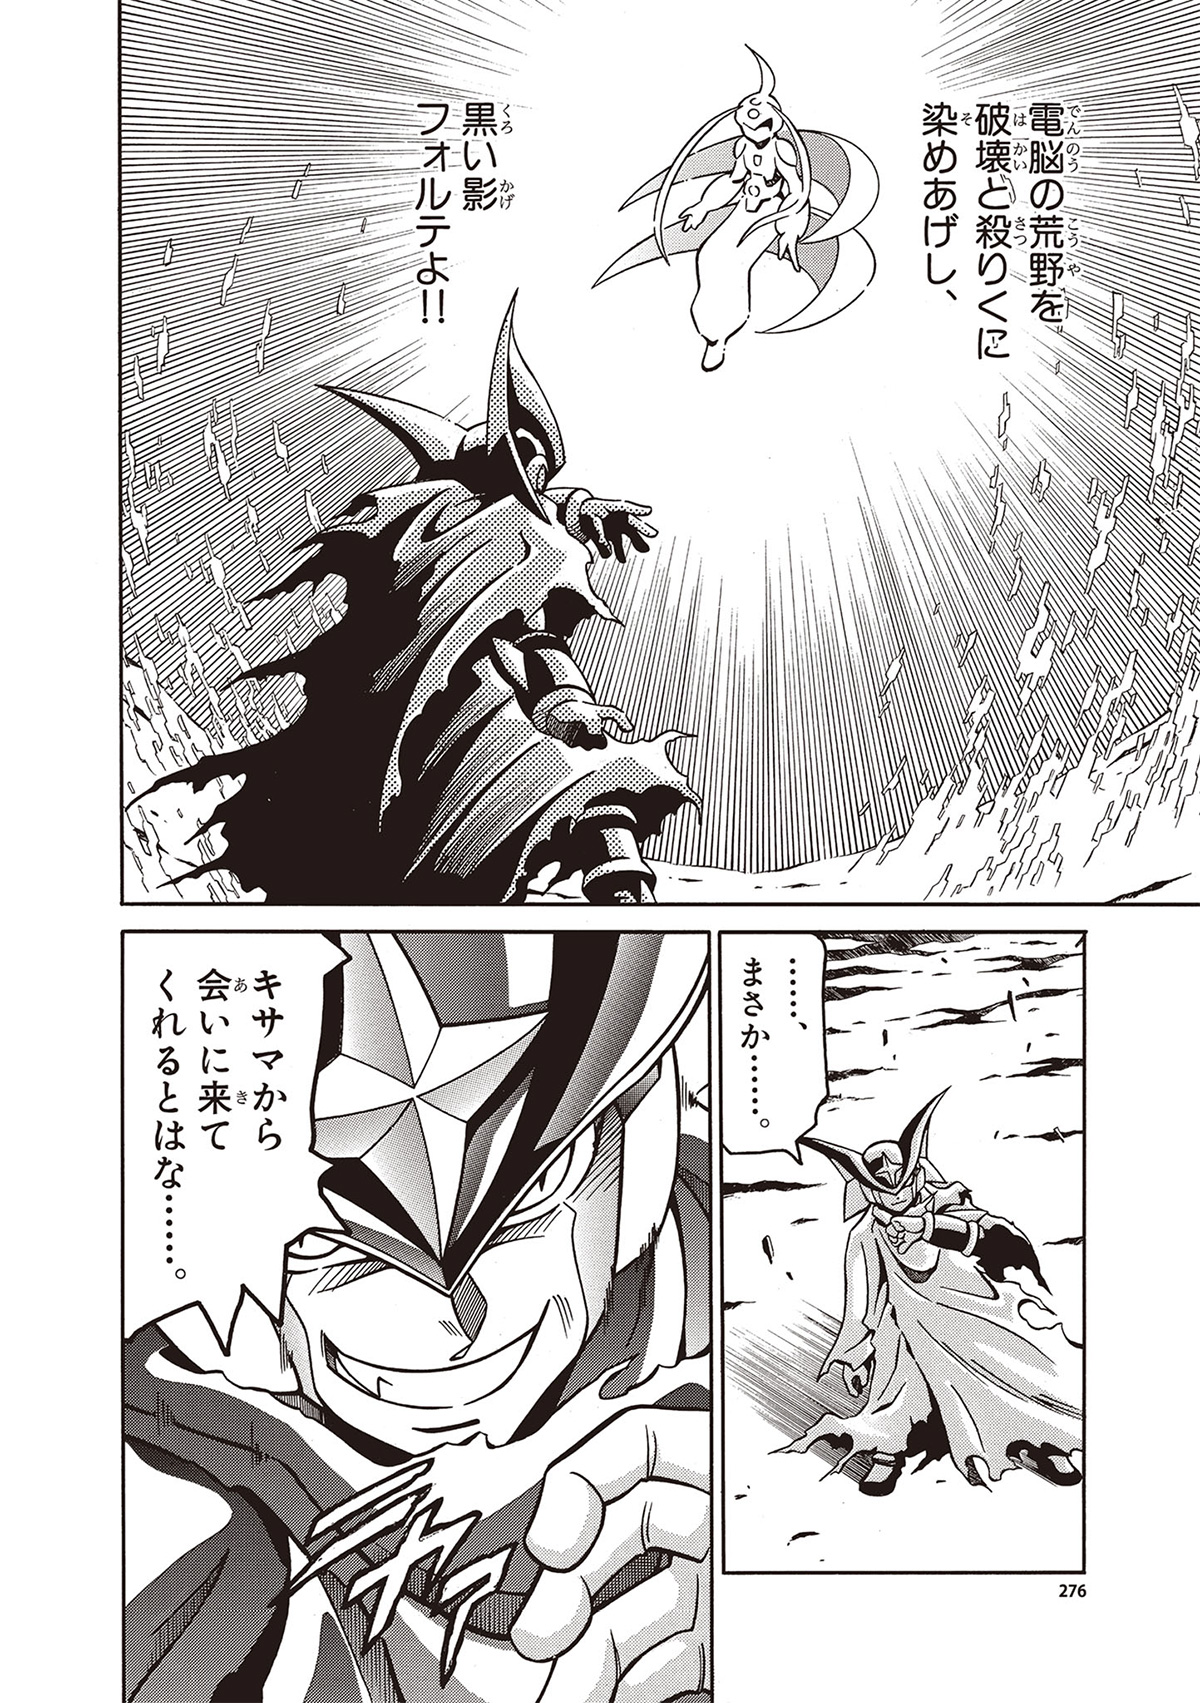 電脳の荒野を
破壊と殺りくに
染めあげし、
黒い影
フォルテよ!!
……、
まさか……。
キサマから
会いに来て
くれるとはな……。
276